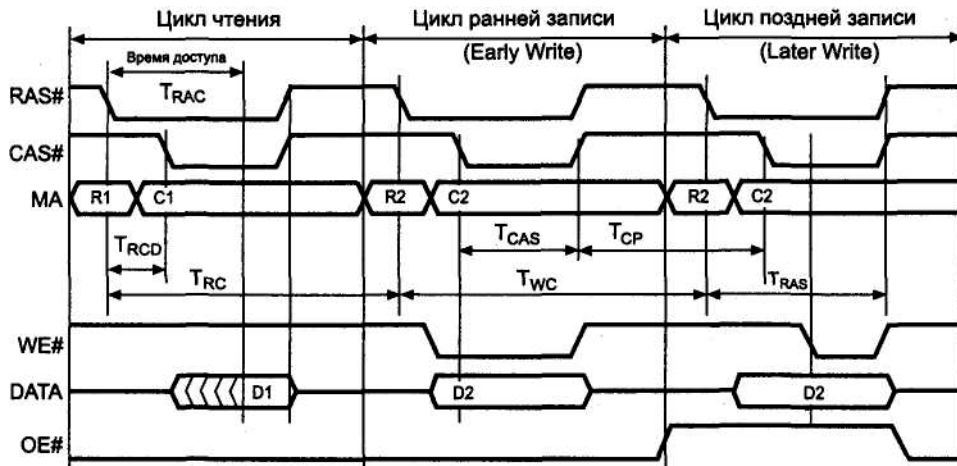 Цикл чтения Цикл ранней записи Цикл поздней записи
(Early Write) (Later Write)
Время доступа
RAS# TRAC
CAS#
MA R1 C1 R2 C2 R2 C2
TRCD TCAS TCP
TRC TWC TRAS
WE#
DATA D1 D2 D2
OE#